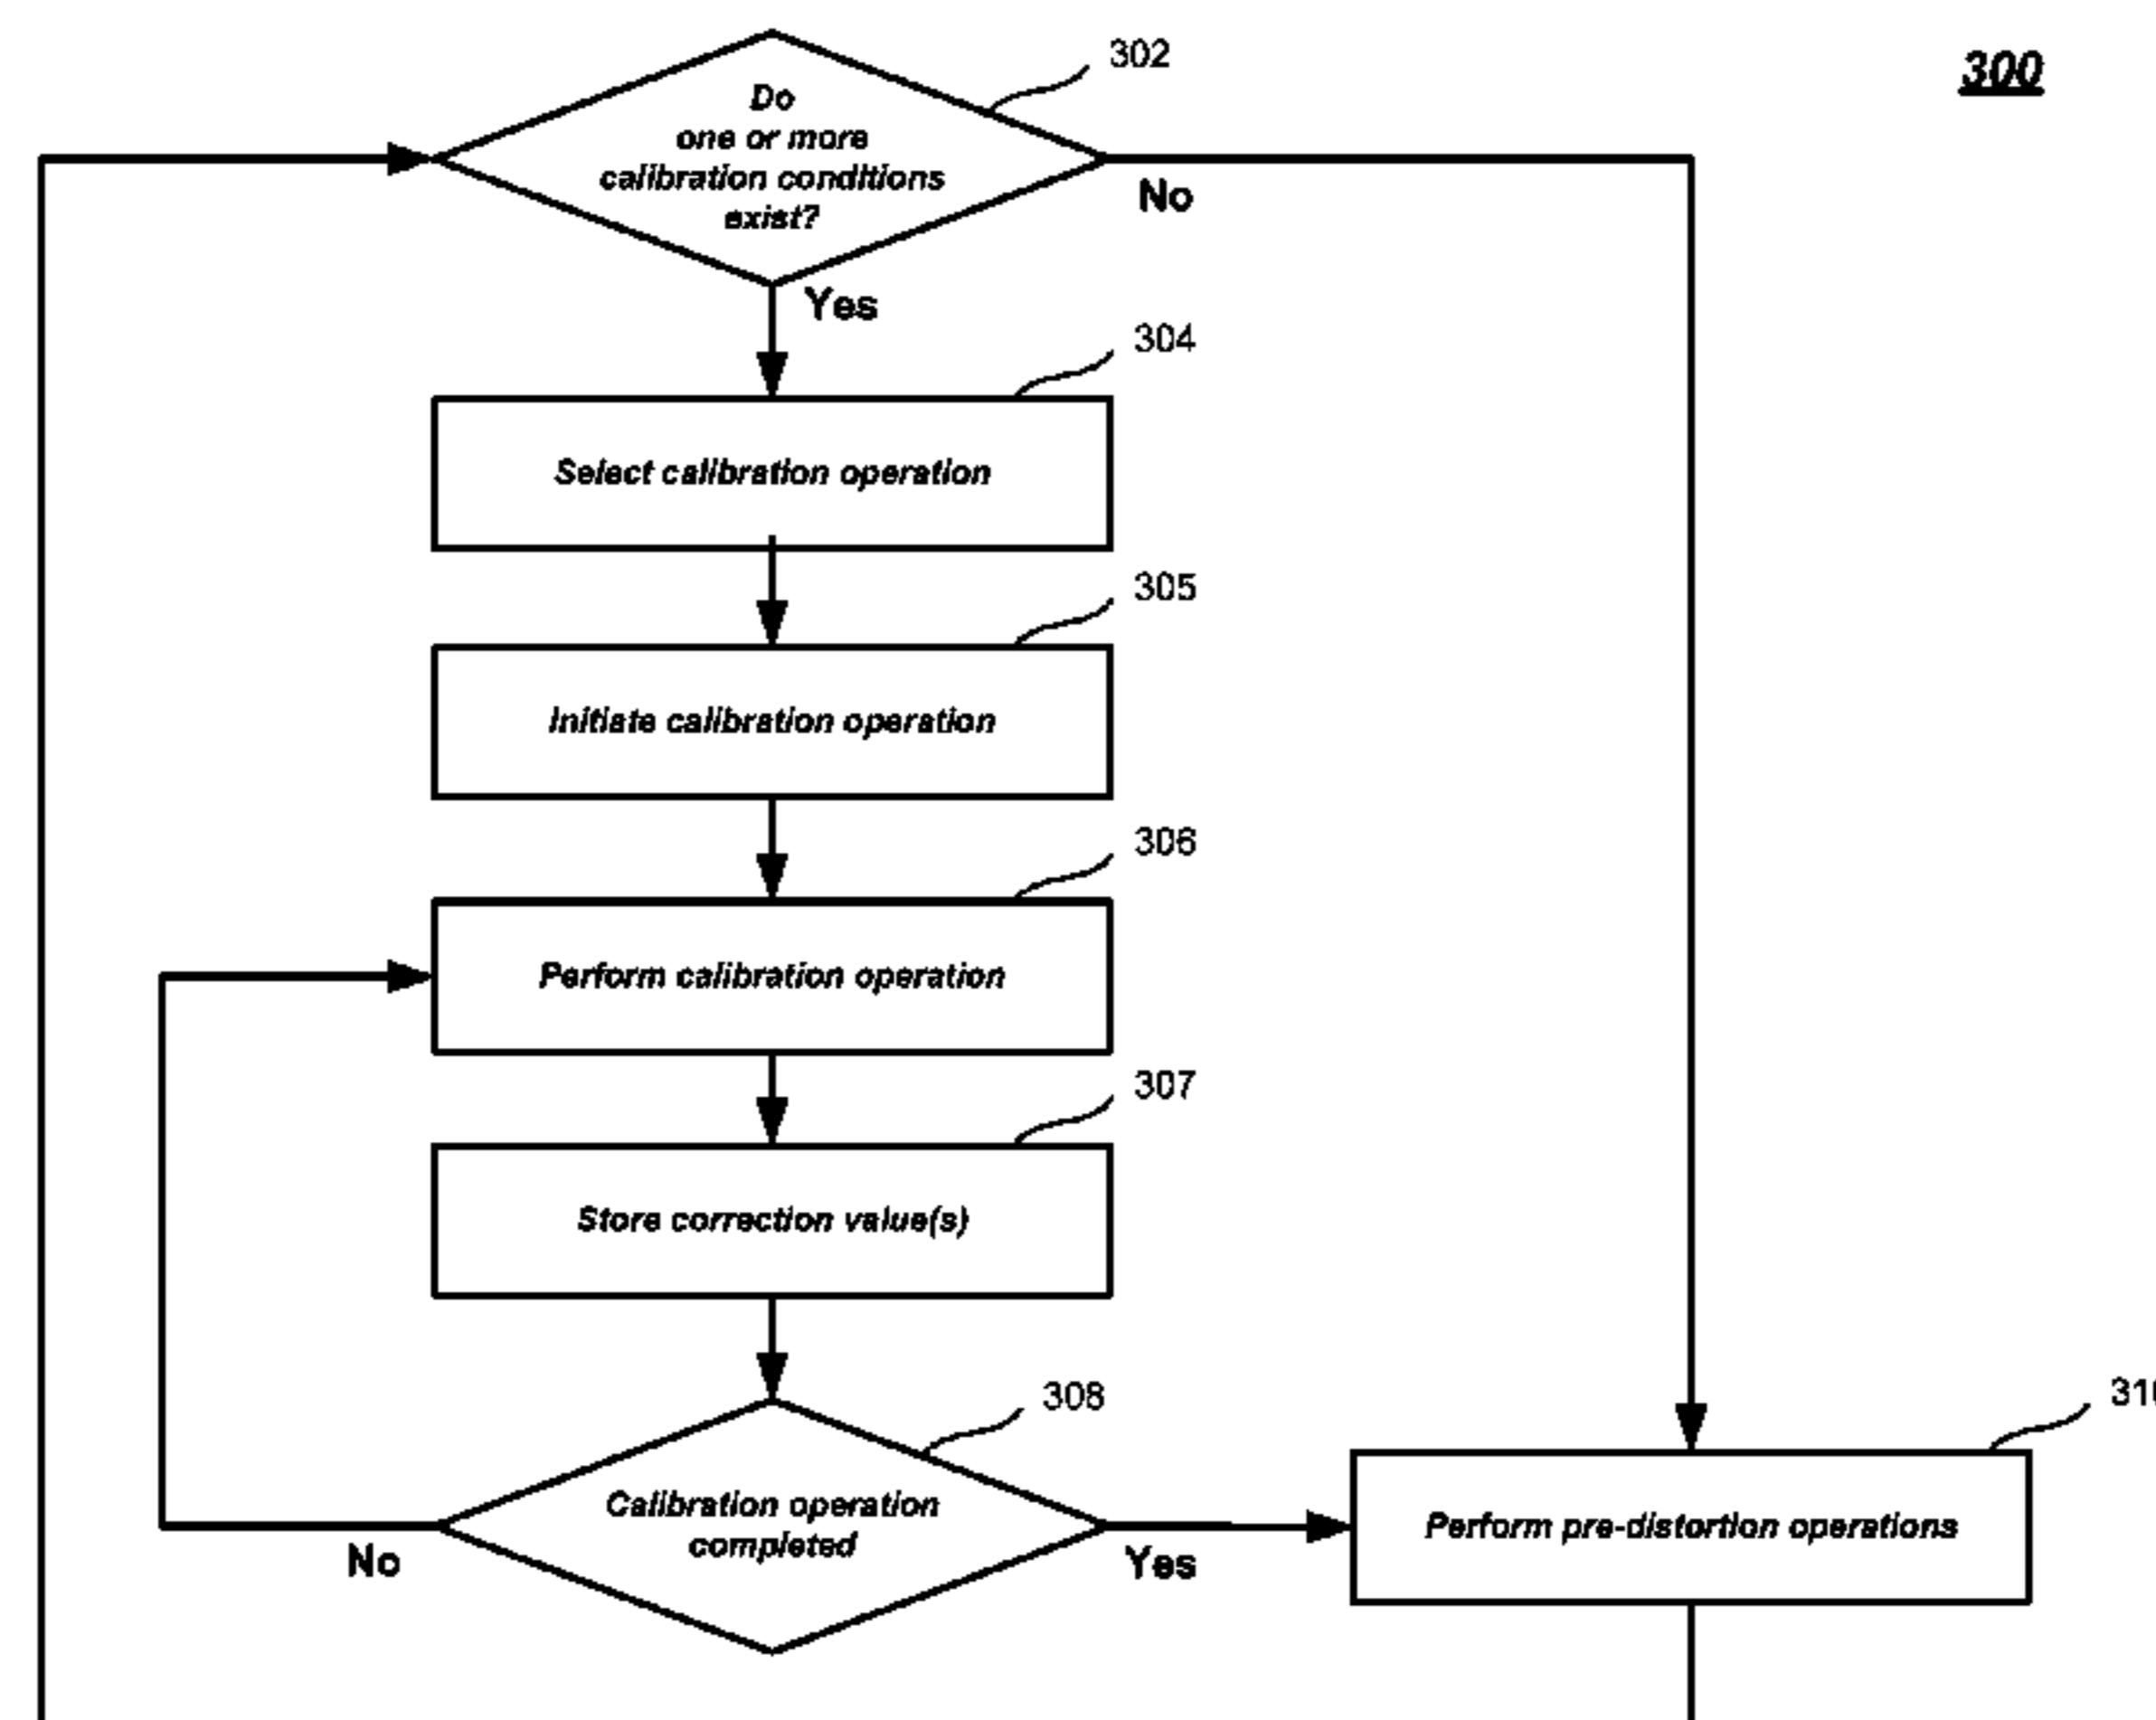 300
302
Do
one or more
calibration conditions
exist?
No
Yes
304
Select calibration operation
305
Initiate calibration operation
306
Perform calibration operation
307
Store correction value(s)
308
Calibration operation
completed
No
Yes
Perform pre-distortion operations